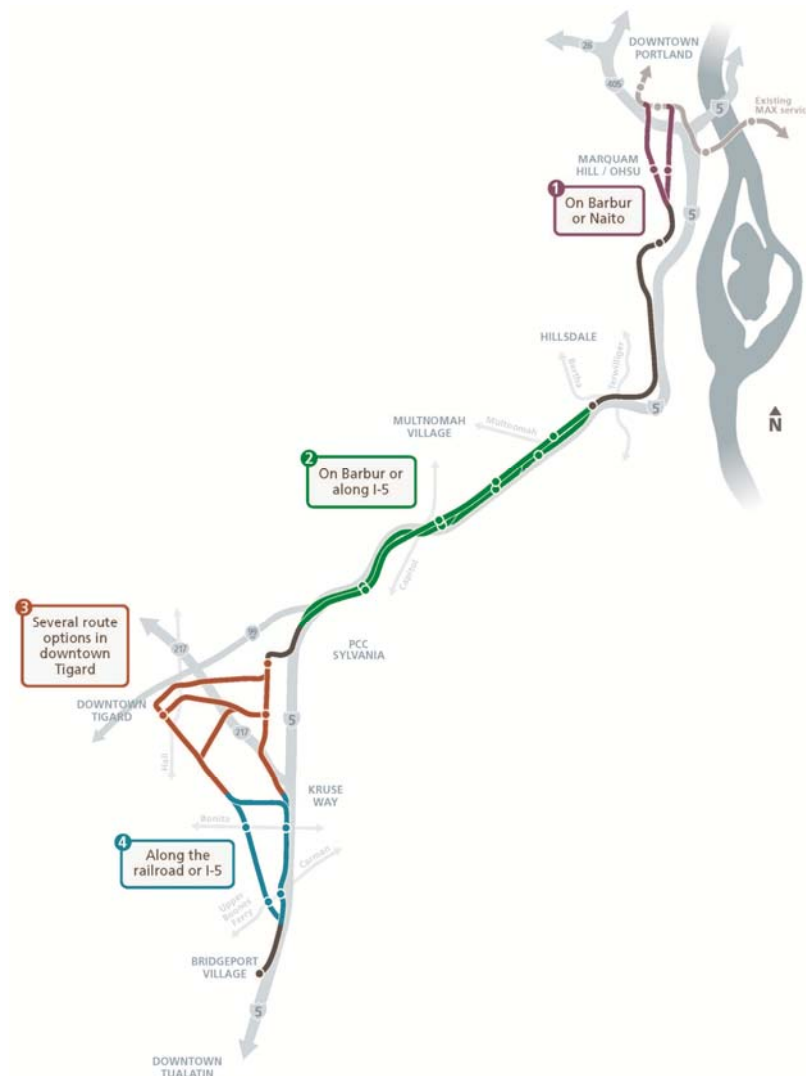 DOWNTOWN
PORTLAND
26
405
5
Existing
MAX service
MARQUAM
HILL / OHSU
1
On Barbur
or Naito
5
HILLSDALE
Bertha
Terwilliger
5
N
MULTNOMAH
VILLAGE
Multnomah
2
On Barbur or
along I-5
Capitol
3
Several route
options in
downtown
Tigard
217
99
PCC
SYLVANIA
DOWNTOWN
TIGARD
217
5
Hall
KRUSE
WAY
Bonita
4
Along the
railroad or I-5
Carman
Upper
Boones
Ferry
BRIDGEPORT
VILLAGE
5
DOWNTOWN
TUALATIN